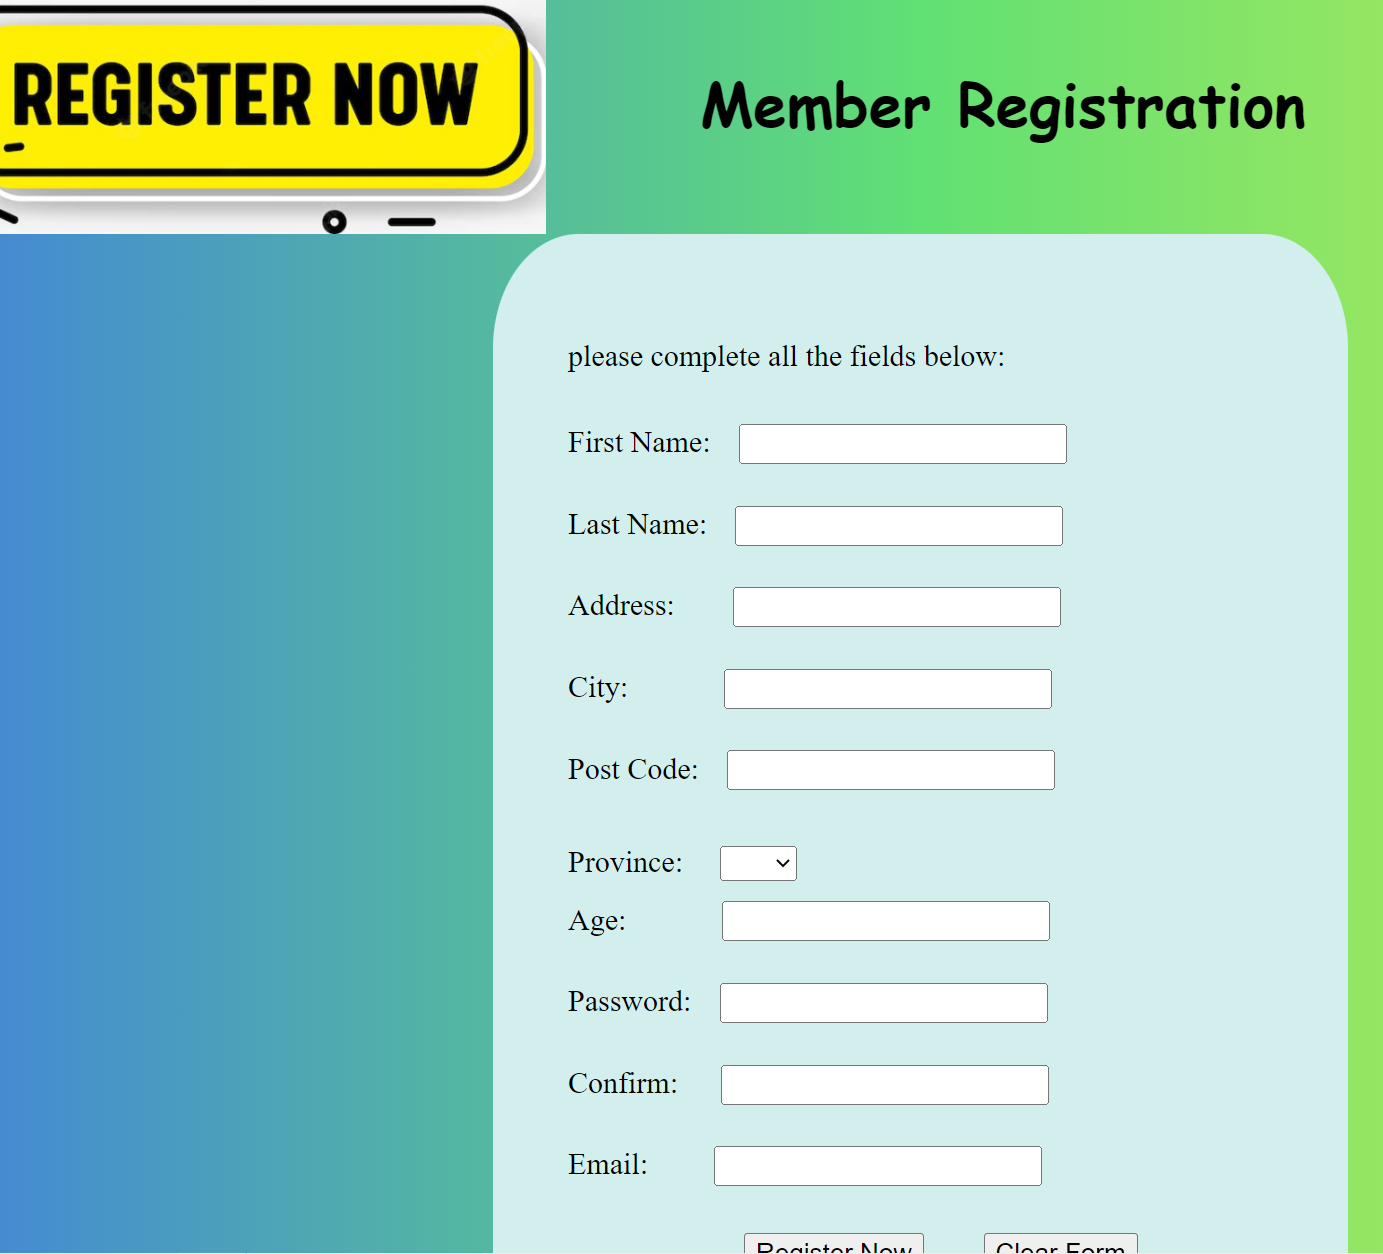 REGISTER NOW
Member Registration
please complete all the fields below:
First Name:
Last Name:
Address:
City:
Post Code:
Province:
Age:
Password:
Confirm:
Email:
Register Now Clear Form